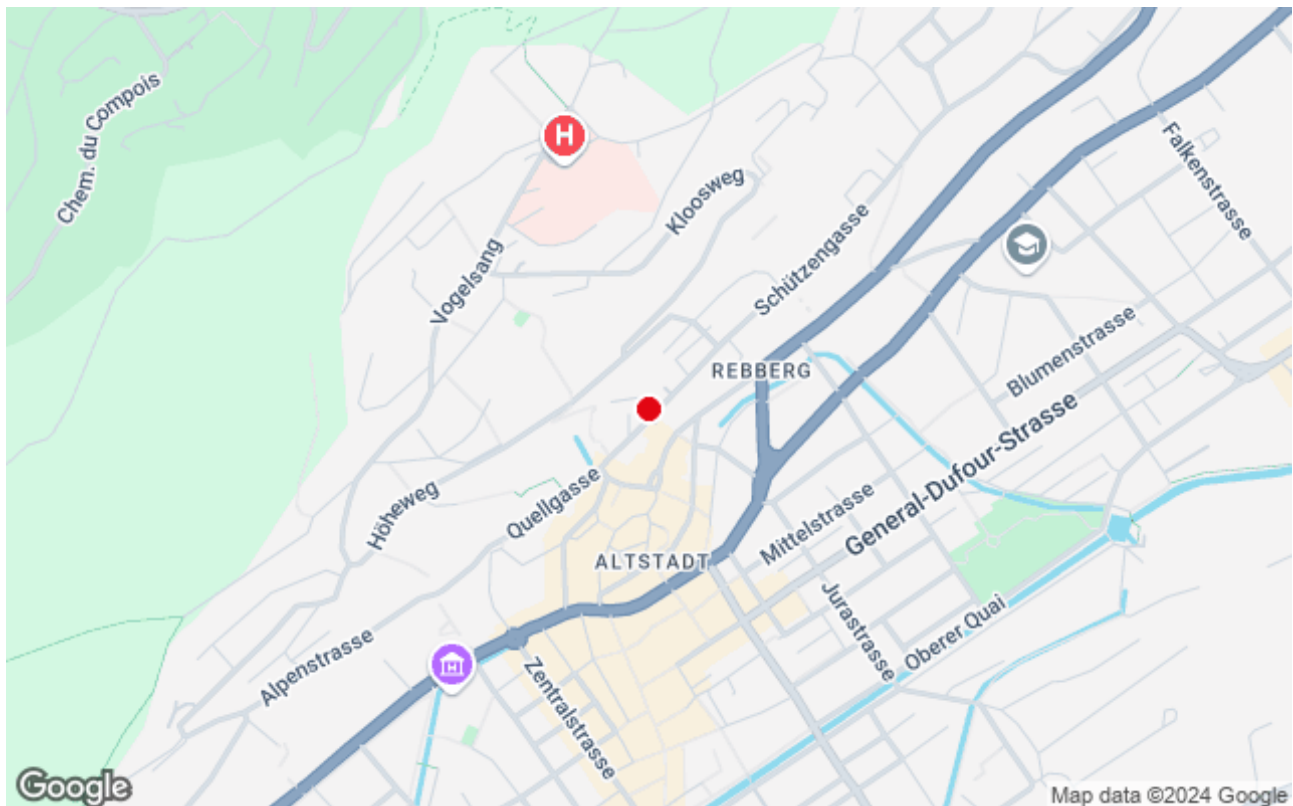 Chem. du Compois
H
Falkenstrasse
Kloosweg
Schützengasse
Vogelsang
Blumenstrasse
REBBERG
General-Dufour-Strasse
Höheweg
Quellgasse
Mittelstrasse
ALTSTADT
Jurastrasse
Oberer Quai
Alpenstrasse
Zentralstrasse
Google
Map data ©2024 Google